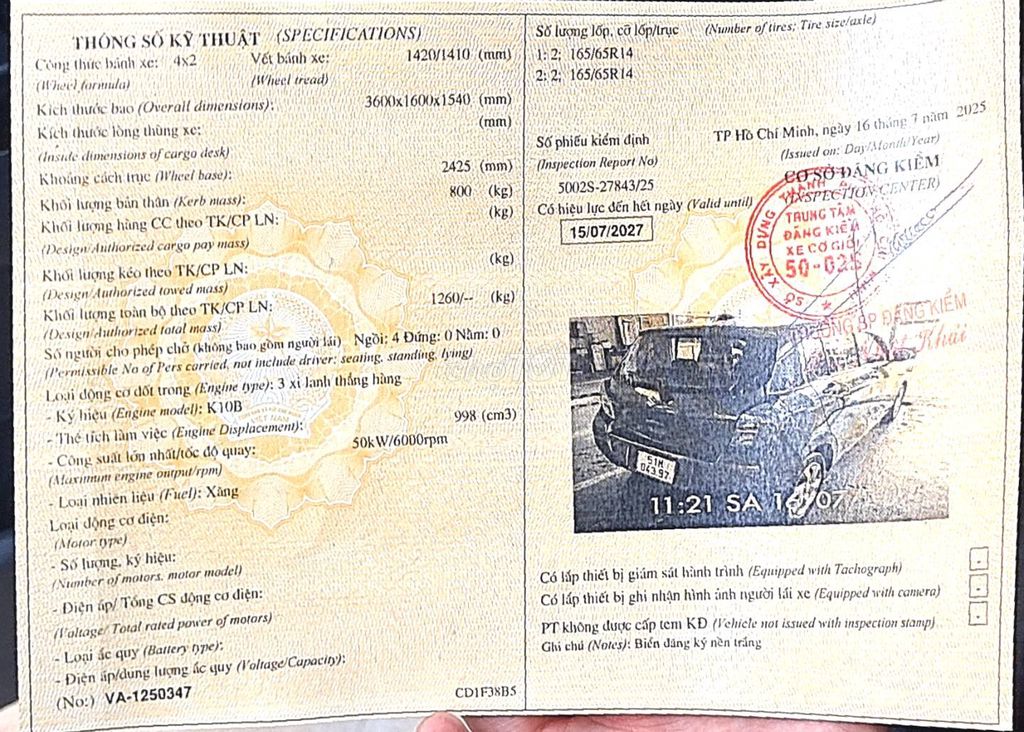 THÔNG SỐ KỸ THUẬT (SPECIFICATIONS)
Công thức bánh xe: 4x2 Vết bánh xe: 1420/1410 (mm)
(Wheel formula) (Wheel tread)
Kích thước bao (Overall dimensions): 3600x1600x1540 (mm)
Kích thước lòng thùng xe: (mm)
(Inside dimensions of cargo desk)
Khoảng cách trục (Wheel base): 2425 (mm)
Khối lượng bản thân (Kerb mass): 800 (kg)
Khối lượng hàng CC theo TK/CP LN: (kg)
(Design/Authorized cargo pay mass)
Khối lượng kéo theo TK/CP LN: (kg)
(Design/Authorized towed mass)
Khối lượng toàn bộ theo TK/CP LN: 1260/-- (kg)
(Design/Authorized total mass)
Số người cho phép chở (không bao gồm người lái) Ngồi: 4 Đứng: 0 Nằm: 0
(Permissible No of Pers carried, not include driver: seating, standing, lying)
Loại động cơ đốt trong (Engine type): 3 xi lanh thẳng hàng
- Ký hiệu (Engine model): K10B
- Thể tích làm việc (Engine Displacement): 998 (cm3)
- Công suất lớn nhất/tốc độ quay: 50kW/6000rpm
(Maximum engine output/rpm)
- Loại nhiên liệu (Fuel): Xăng
Loại động cơ điện:
(Motor type)
- Số lượng, ký hiệu:
(Number of motors, motor model)
- Điện áp/ Tổng CS động cơ điện:
(Voltage/ Total rated power of motors)
- Loại ắc quy (Battery type):
- Điện áp/dung lượng ắc quy (Voltage/Capacity):
(No:) VA-1250347 CD1F38B5
Số lượng lốp, cỡ lốp/trục (Number of tires; Tire size/axle)
1: 2; 165/65R14
2: 2; 165/65R14
TP Hồ Chí Minh, ngày 16 tháng 7 năm 2025
(Issued on: Day/Month/Year)
Số phiếu kiểm định
(Inspection Report No)
5002S-27843/25
CƠ SỞ ĐĂNG KIỂM
(INSPECTION CENTER)
Có hiệu lực đến hết ngày (Valid until)
15/07/2027
SỞ XÂY DỰNG THÀNH
TRUNG TÂM
ĐĂNG KIỂM
XE CƠ GIỚI
50-02S
ĐĂNG KIỂM
Khải
51M
043.97
11:21 SA 16/07
Có lắp thiết bị giám sát hành trình (Equipped with Tachograph)
Có lắp thiết bị ghi nhận hình ảnh người lái xe (Equipped with camera)
PT không được cấp tem KĐ (Vehicle not issued with inspection stamp)
Ghi chú (Notes): Biển đăng ký nền trắng